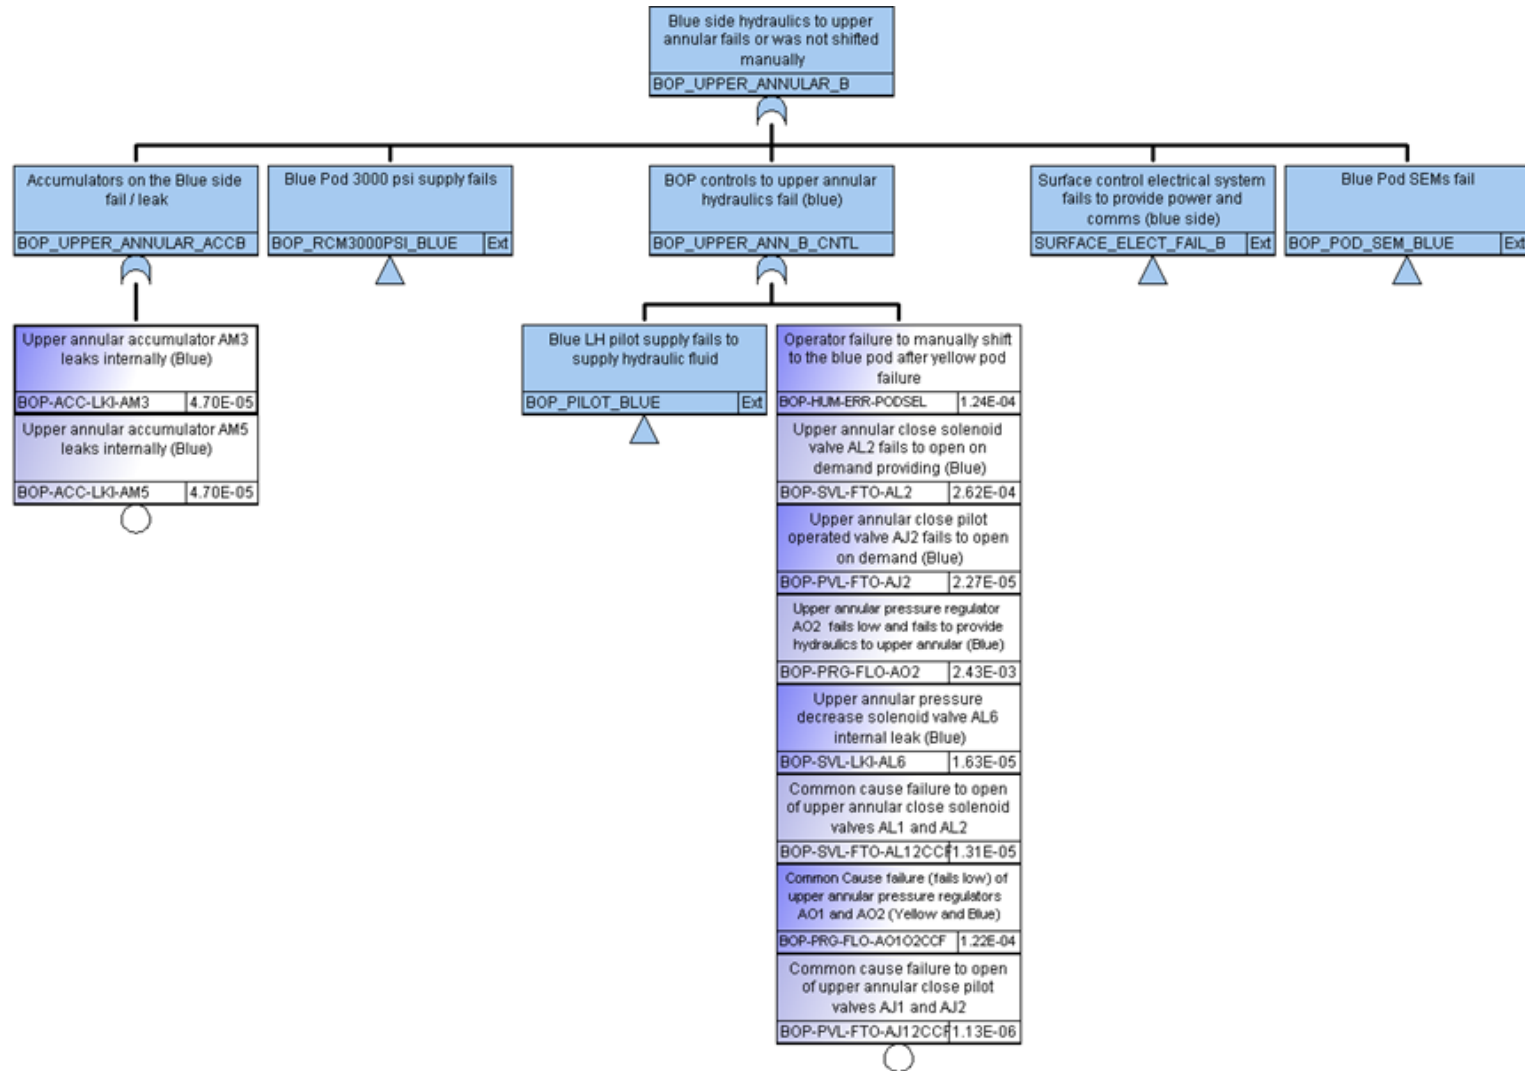 Blue side hydraulics to upper
annular fails or was not shifted
manually
BOP_UPPER_ANNULAR_B
Accumulators on the Blue side
fail / leak
BOP_UPPER_ANNULAR_ACCB
Blue Pod 3000 psi supply fails
BOP_RCM3000PSI_BLUE Ext
BOP controls to upper annular
hydraulics fail (blue)
BOP_UPPER_ANN_B_CNTL
Surface control electrical system
fails to provide power and
comms (blue side)
SURFACE_ELECT_FAIL_B Ext
Blue Pod SEMs fail
BOP_POD_SEM_BLUE Ext
Upper annular accumulator AM3
leaks internally (Blue)
BOP-ACC-LKI-AM3 4.70E-05
Upper annular accumulator AM5
leaks internally (Blue)
BOP-ACC-LKI-AM5 4.70E-05
Blue LH pilot supply fails to
supply hydraulic fluid
BOP_PILOT_BLUE Ext
Operator failure to manually shift
to the blue pod after yellow pod
failure
BOP-HUM-ERR-PODSEL 1.24E-04
Upper annular close solenoid
valve AL2 fails to open on
demand providing (Blue)
BOP-SVL-FTO-AL2 2.62E-04
Upper annular close pilot
operated valve AJ2 fails to open
on demand (Blue)
BOP-PVL-FTO-AJ2 2.27E-05
Upper annular pressure regulator
AO2 fails low and fails to provide
hydraulics to upper annular (Blue)
BOP-PRG-FLO-AO2 2.43E-03
Upper annular pressure
decrease solenoid valve AL6
internal leak (Blue)
BOP-SVL-LKI-AL6 1.63E-05
Common cause failure to open
of upper annular close solenoid
valves AL1 and AL2
BOP-SVL-FTO-AL12CCF 1.31E-05
Common Cause failure (fails low) of
upper annular pressure regulators
AO1 and AO2 (Yellow and Blue)
BOP-PRG-FLO-AO1O2CCF 1.22E-04
Common cause failure to open
of upper annular close pilot
valves AJ1 and AJ2
BOP-PVL-FTO-AJ12CCF 1.13E-06